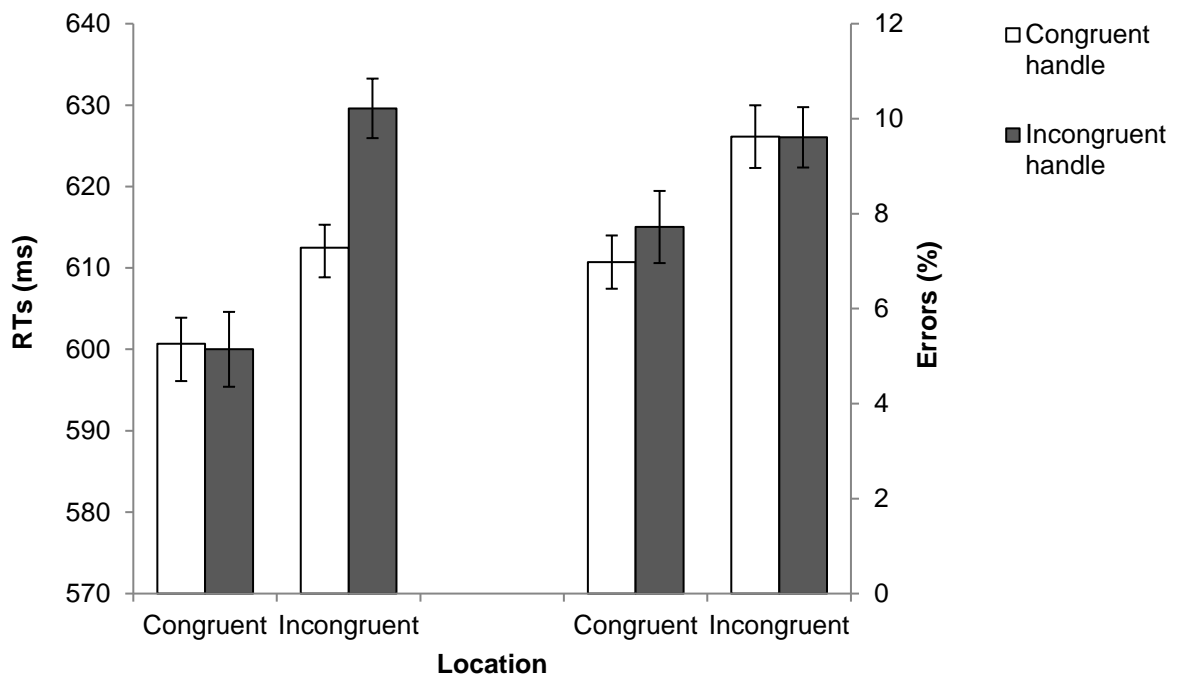 640
630
620
610
600
590
580
570
RTs (ms)
12
10
8
6
4
2
0
Errors (%)
Congruent Incongruent
Congruent Incongruent
Location
Congruent
handle
Incongruent
handle